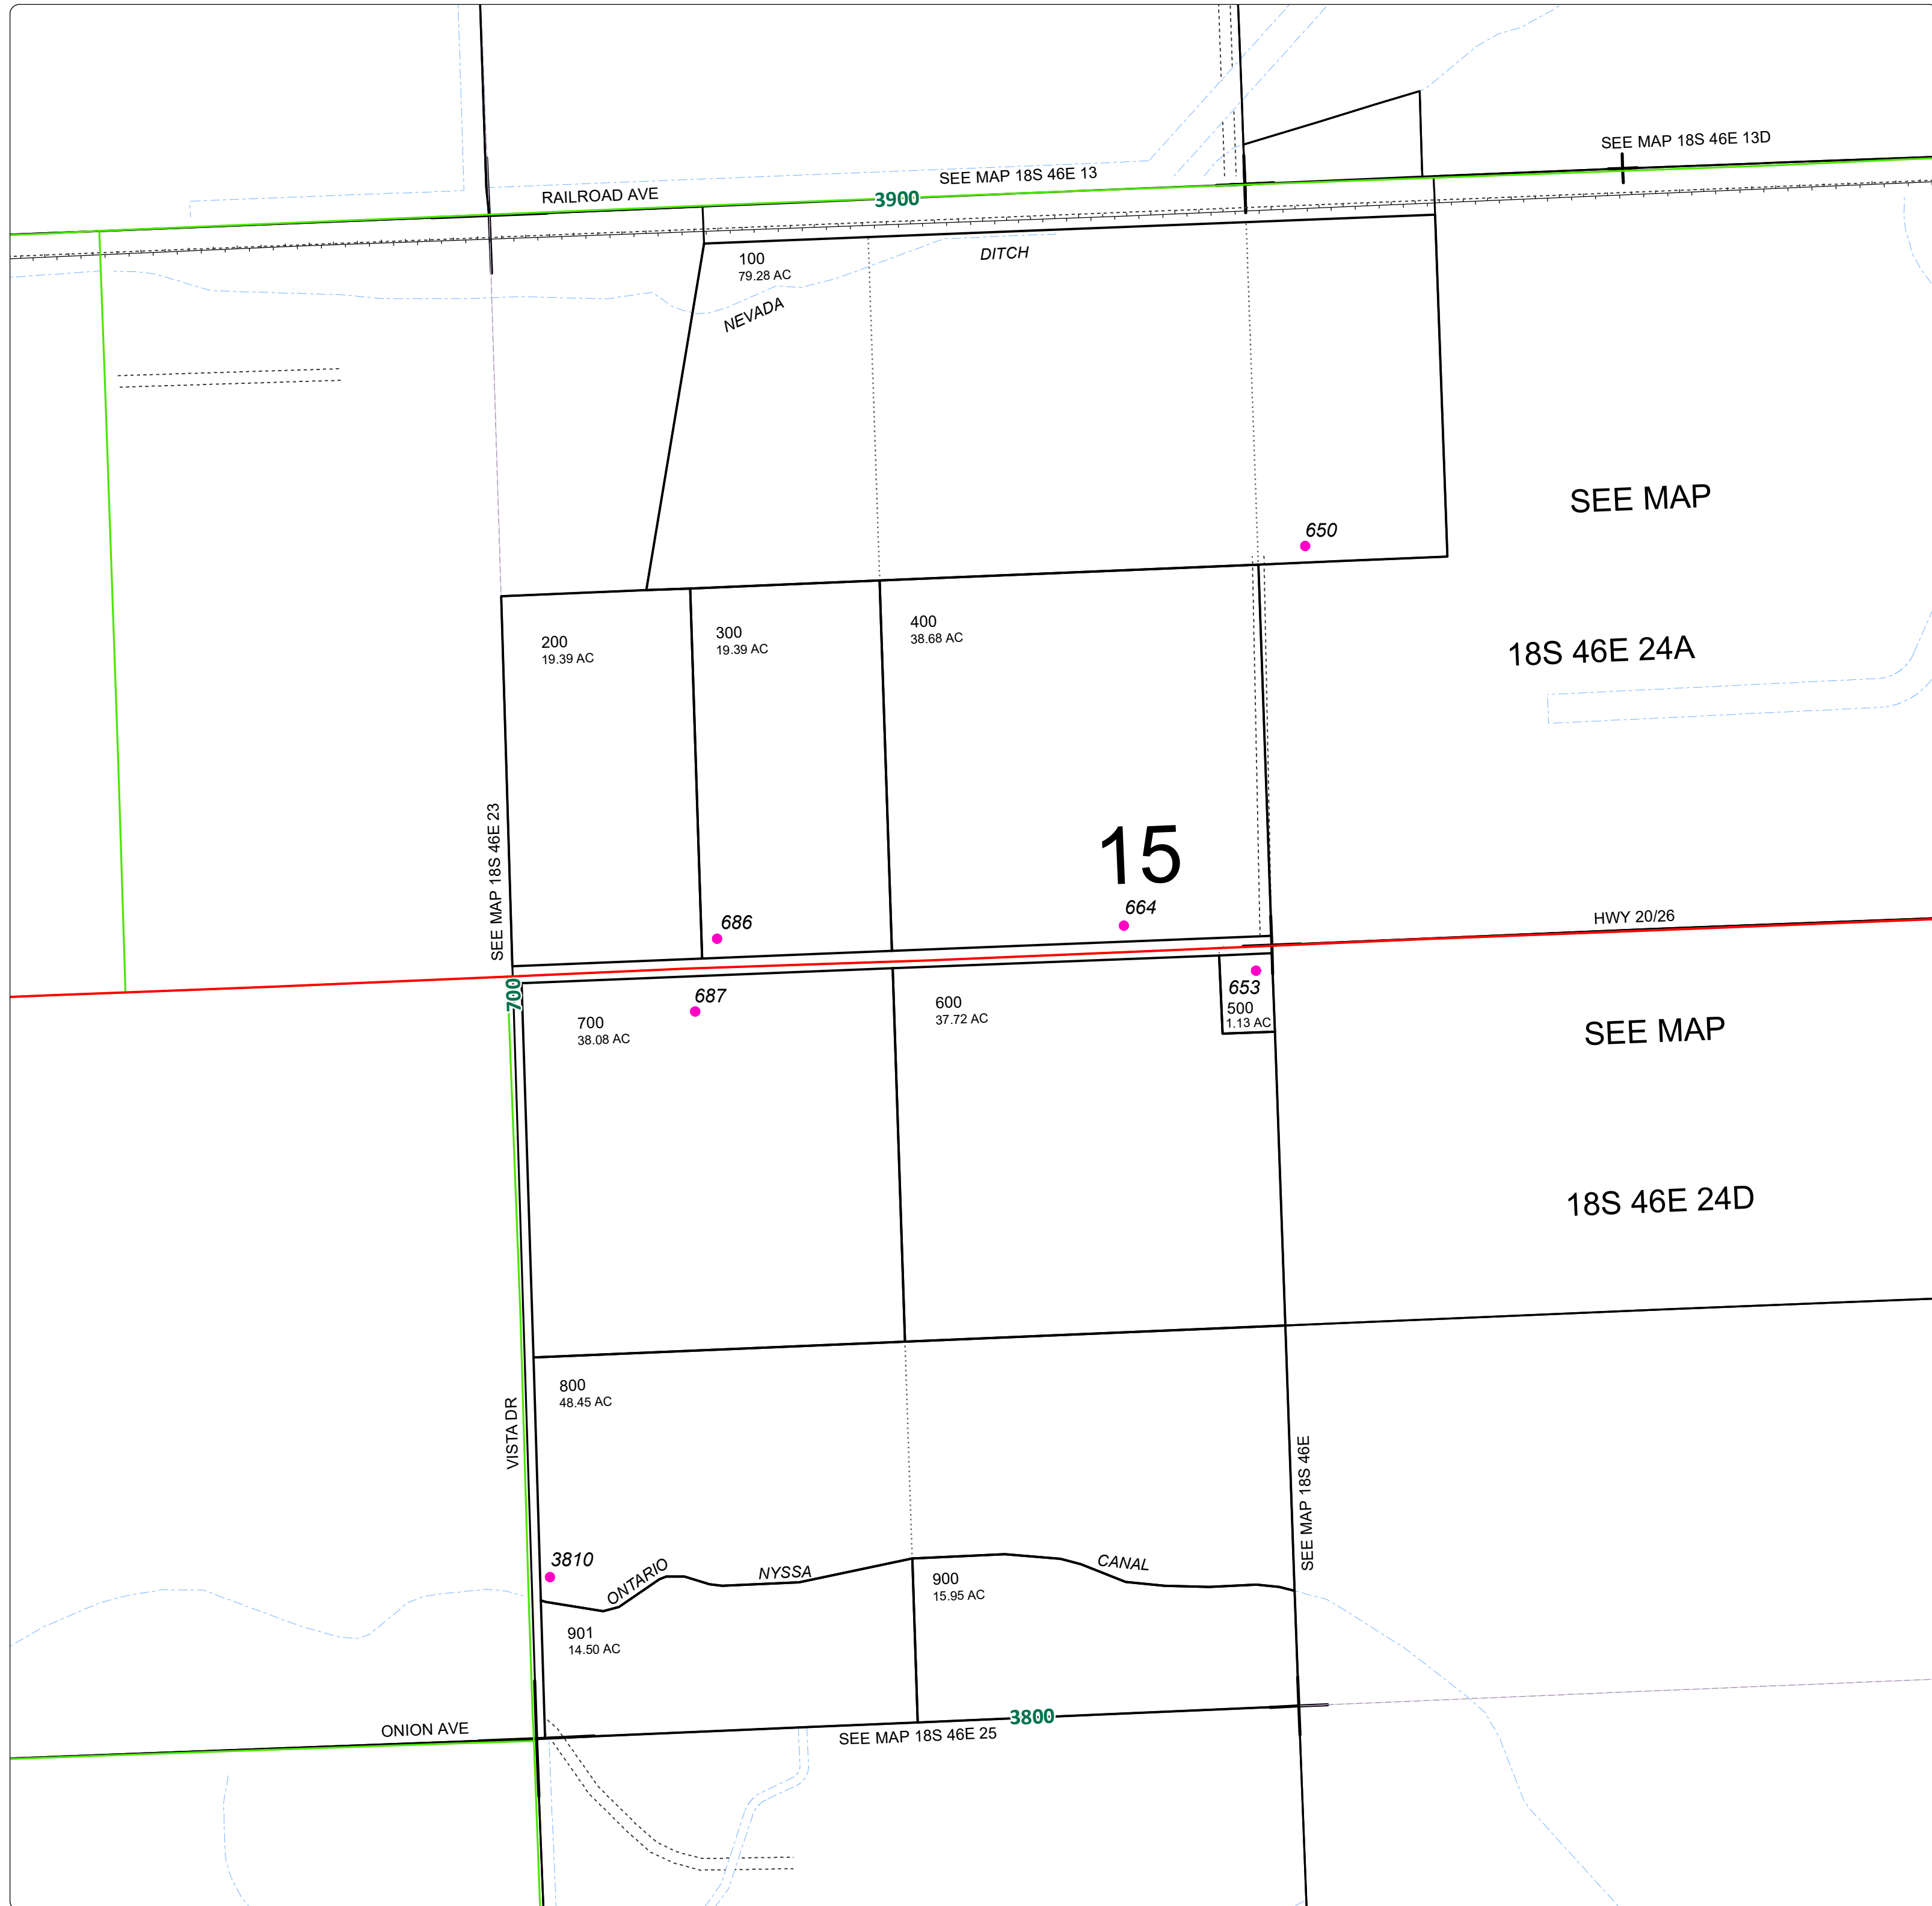 SEE MAP 18S 46E 13D
SEE MAP 18S 46E 13
RAILROAD AVE
3900
DITCH
100
79.28 AC
NEVADA
SEE MAP
650
18S 46E 24A
200
19.39 AC
300
19.39 AC
400
38.68 AC
SEE MAP 18S 46E 23
15
686
664
HWY 20/26
700
687
653
700
38.08 AC
600
37.72 AC
500
1.13 AC
SEE MAP
18S 46E 24D
800
48.45 AC
VISTA DR
SEE MAP 18S 46E
3810
ONTARIO
NYSSA
CANAL
900
15.95 AC
901
14.50 AC
ONION AVE
3800
SEE MAP 18S 46E 25